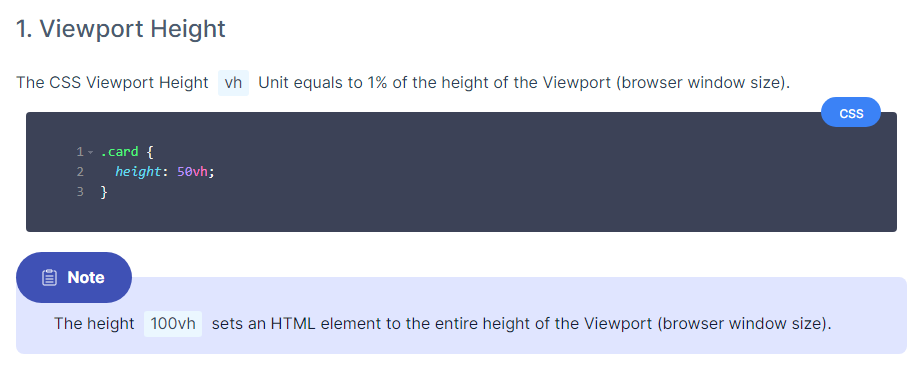 1. Viewport Height
The CSS Viewport Height vh Unit equals to 1% of the height of the Viewport (browser window size).
CSS
1 .card {
2 height: 50vh;
3 }
Note
The height 100vh sets an HTML element to the entire height of the Viewport (browser window size).